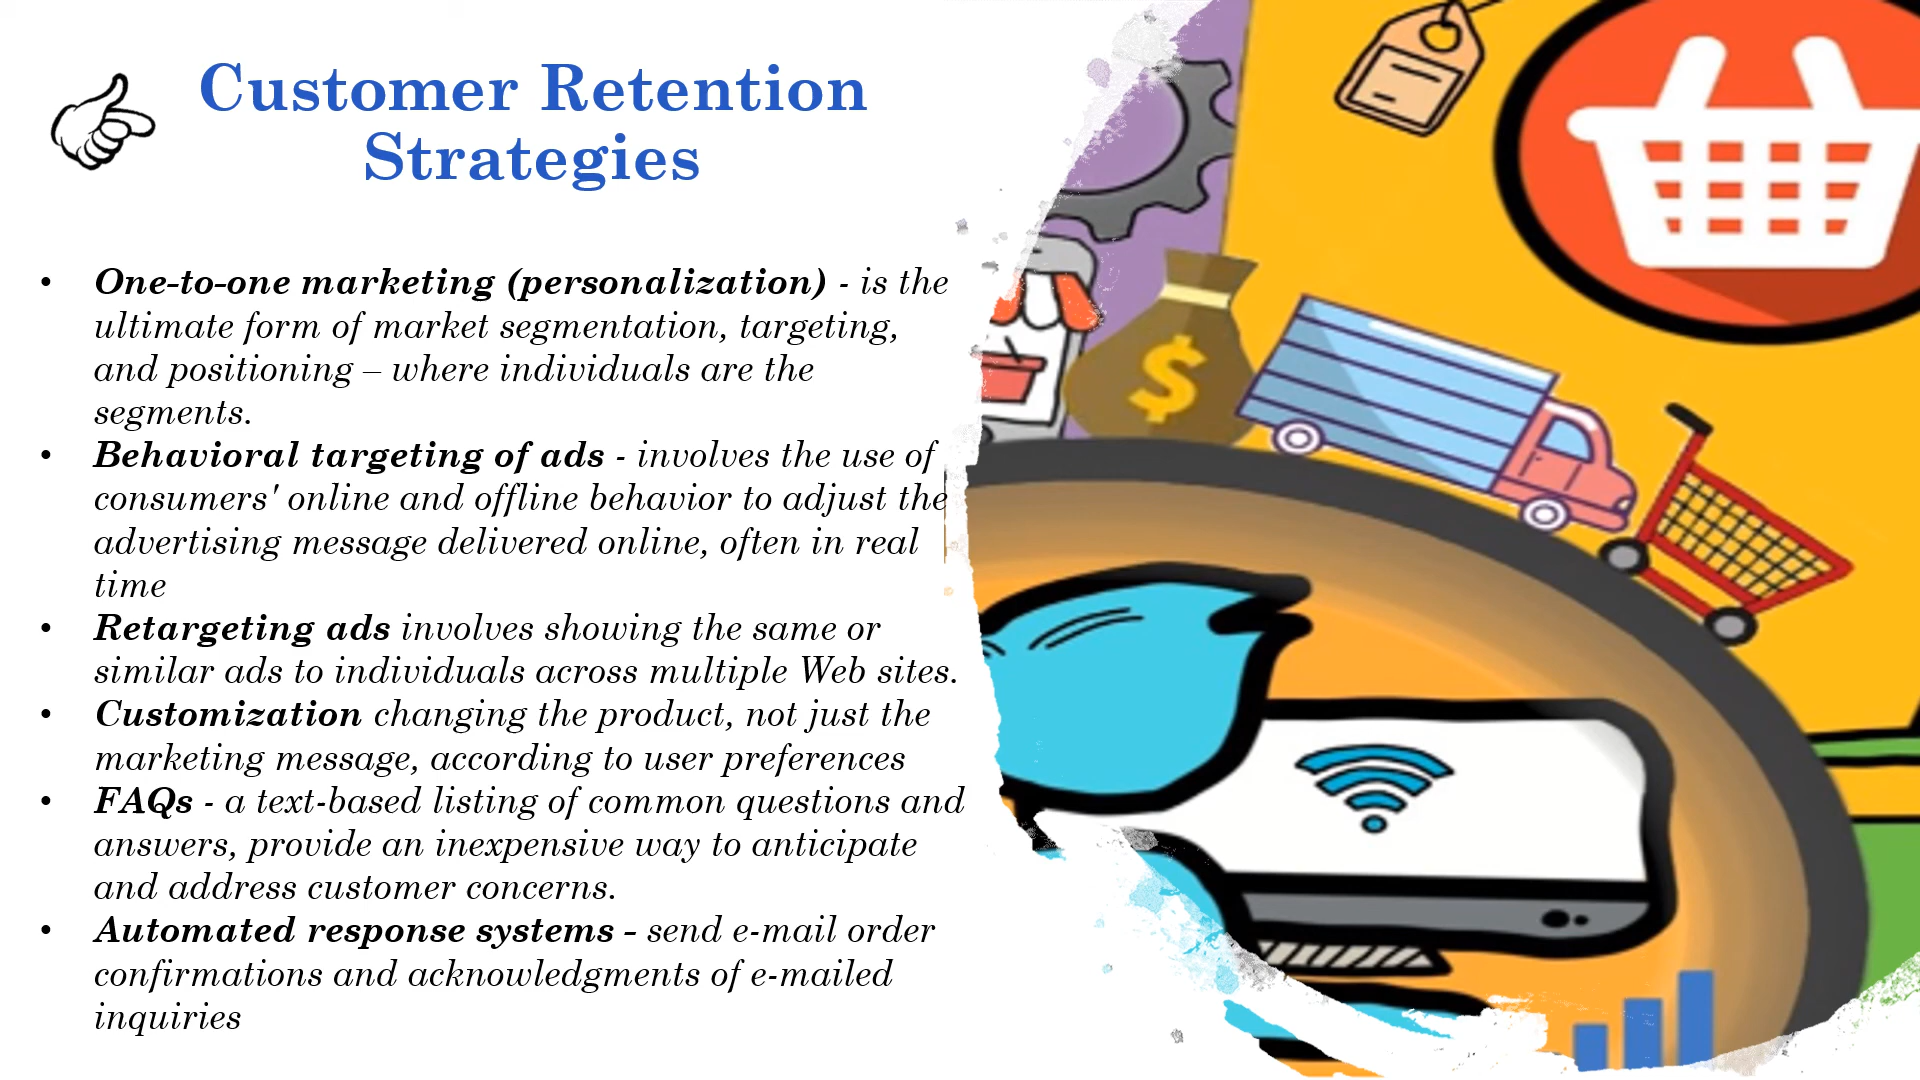 Customer Retention
Strategies
• One-to-one marketing (personalization) - is the
ultimate form of market segmentation, targeting,
and positioning – where individuals are the
segments.
• Behavioral targeting of ads - involves the use of
consumers' online and offline behavior to adjust the
advertising message delivered online, often in real
time
• Retargeting ads involves showing the same or
similar ads to individuals across multiple Web sites.
• Customization changing the product, not just the
marketing message, according to user preferences
• FAQs - a text-based listing of common questions and
answers, provide an inexpensive way to anticipate
and address customer concerns.
• Automated response systems - send e-mail order
confirmations and acknowledgments of e-mailed
inquiries
$